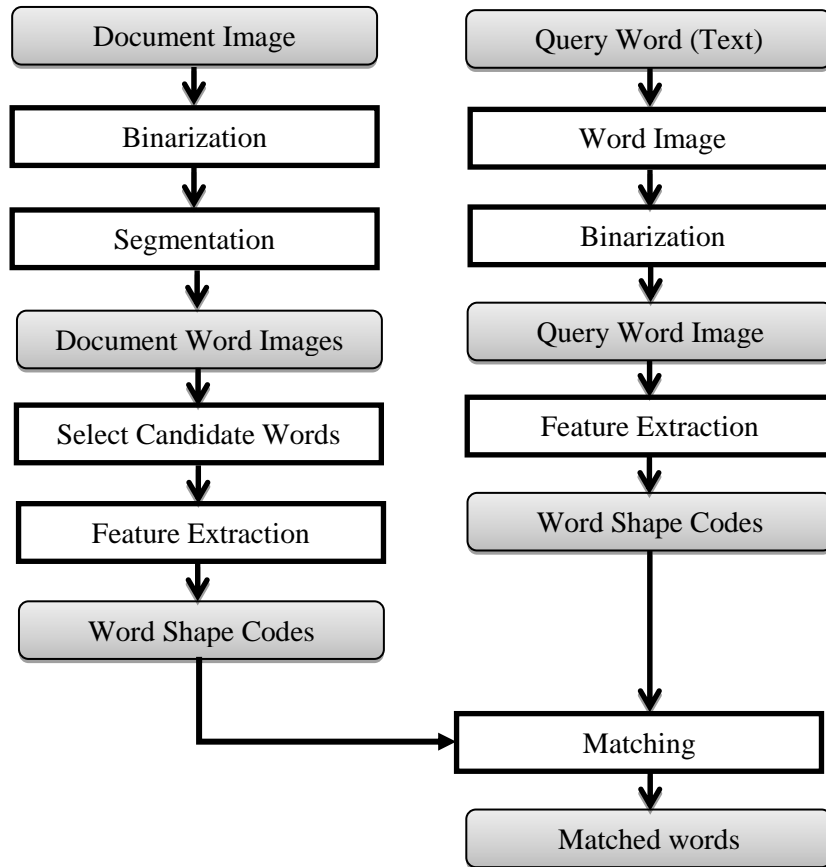 Document Image
Binarization
Segmentation
Document Word Images
Select Candidate Words
Feature Extraction
Word Shape Codes
Query Word (Text)
Word Image
Binarization
Query Word Image
Feature Extraction
Word Shape Codes
Matching
Matched words